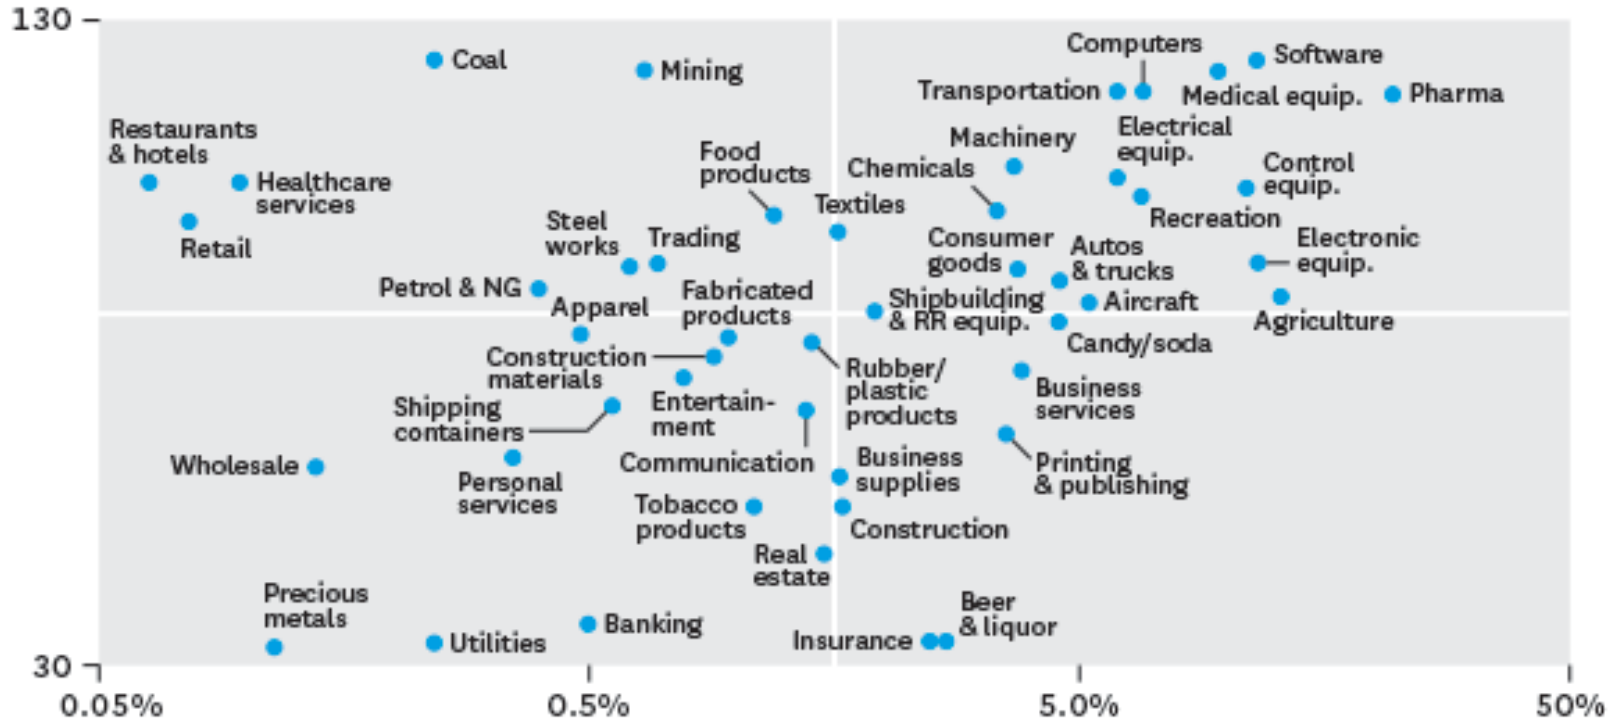 130
Computers
Coal
Mining
Software
Transportation
Medical equip.
Pharma
Restaurants
& hotels
Healthcare
services
Retail
Food
products
Machinery
Chemicals
Electrical
equip.
Control
equip.
Textiles
Recreation
Steel
works
Trading
Consumer
goods
Autos
& trucks
Electronic
equip.
Petrol & NG
Apparel
Fabricated
products
Shipbuilding
& RR equip.
Aircraft
Agriculture
Candy/soda
Construction
materials
Rubber/
plastic
products
Business
services
Shipping
containers
Entertain-
ment
Wholesale
Personal
services
Communication
Business
supplies
Printing
& publishing
Tobacco
products
Construction
Real
estate
Precious
metals
Utilities
Banking
Insurance
Beer
& liquor
30
0.05%
0.5%
5.0%
50%